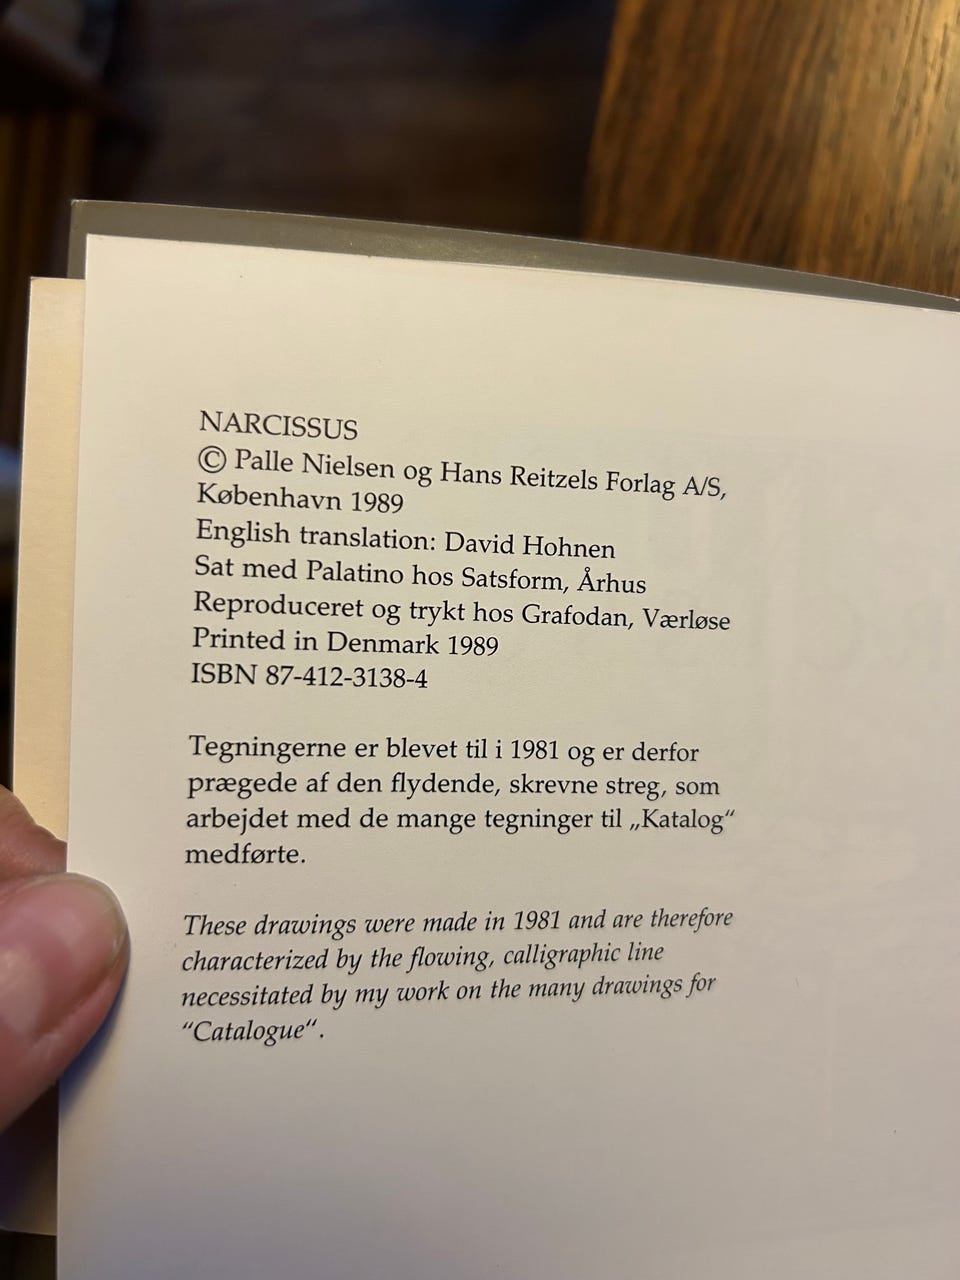 NARCISSUS
© Palle Nielsen og Hans Reitzels Forlag A/S,
København 1989
English translation: David Hohnen
Sat med Palatino hos Satsform, Århus
Reproduceret og trykt hos Grafodan, Værløse
Printed in Denmark 1989
ISBN 87-412-3138-4
Tegningerne er blevet til i 1981 og er derfor
prægede af den flydende, skrevne streg, som
arbejdet med de mange tegninger til „Katalog“
medførte.
These drawings were made in 1981 and are therefore
characterized by the flowing, calligraphic line
necessitated by my work on the many drawings for
“Catalogue“.